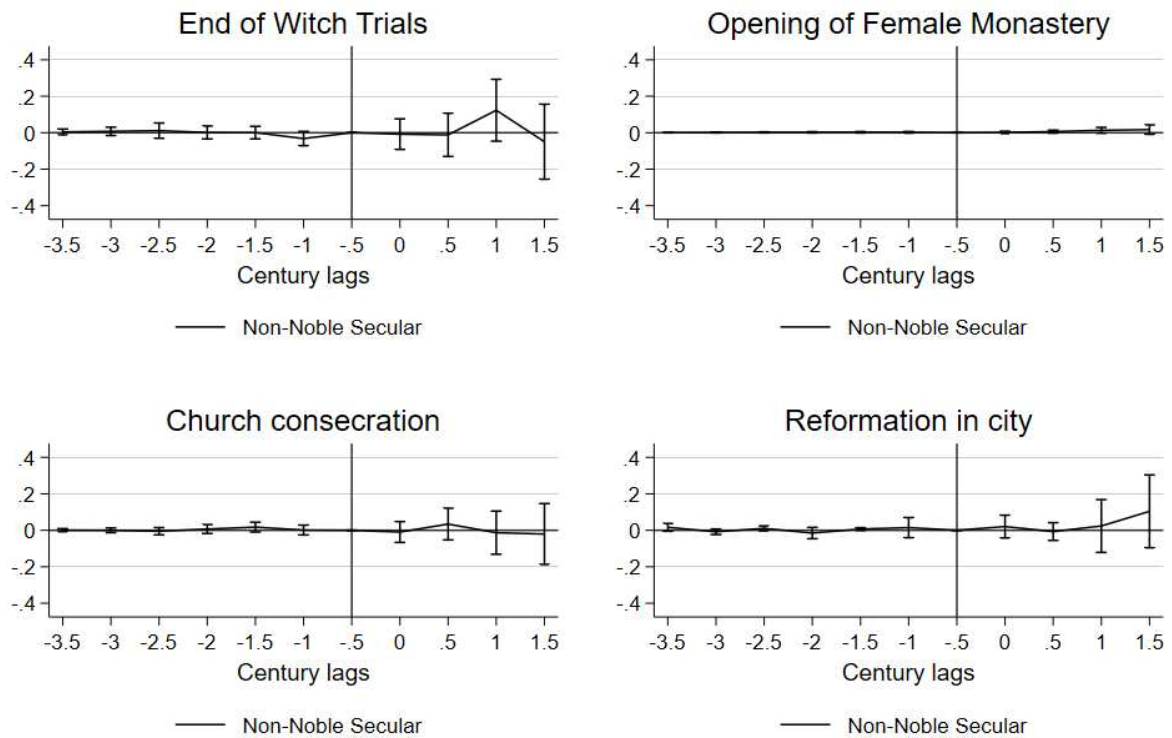 End of Witch Trials
.4
.2
0
-.2
-.4
-3.5 -3 -2.5 -2 -1.5 -1 -.5 0 .5 1 1.5
Century lags
Non-Noble Secular
Opening of Female Monastery
.4
.2
0
-.2
-.4
-3.5 -3 -2.5 -2 -1.5 -1 -.5 0 .5 1 1.5
Century lags
Non-Noble Secular
Church consecration
.4
.2
0
-.2
-.4
-3.5 -3 -2.5 -2 -1.5 -1 -.5 0 .5 1 1.5
Century lags
Non-Noble Secular
Reformation in city
.4
.2
0
-.2
-.4
-3.5 -3 -2.5 -2 -1.5 -1 -.5 0 .5 1 1.5
Century lags
Non-Noble Secular